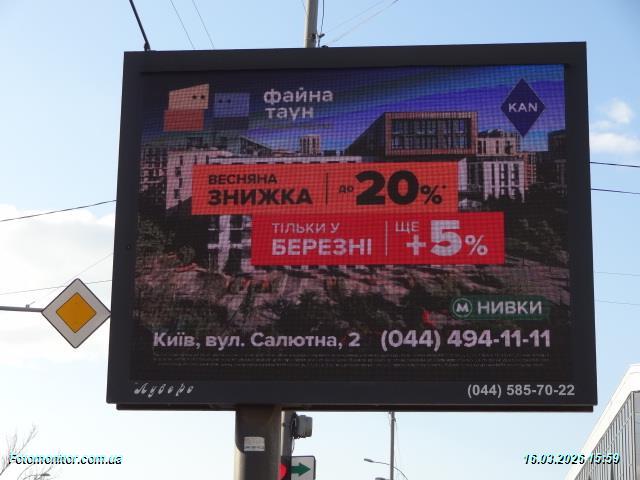 файна
таун
KAN
ВЕСНЯНА
ЗНИЖКА
до 20%*
ТІЛЬКИ У
БЕРЕЗНІ
ЩЕ
+5%
М НИВКИ
Київ, вул. Салютна, 2 (044) 494-11-11
(044) 585-70-22
Fotomonitor.com.ua
16.03.2026 15:59